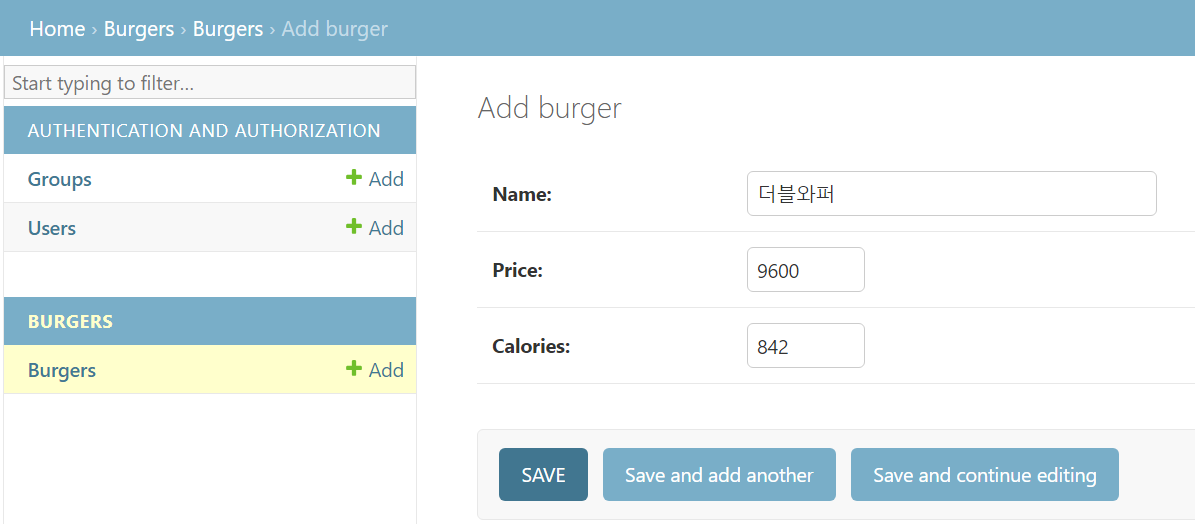 Home › Burgers › Burgers › Add burger
Start typing to filter…
AUTHENTICATION AND AUTHORIZATION
Groups + Add
Users + Add
BURGERS
Burgers + Add
Add burger
Name: 더블와퍼
Price: 9600
Calories: 842
SAVE Save and add another Save and continue editing